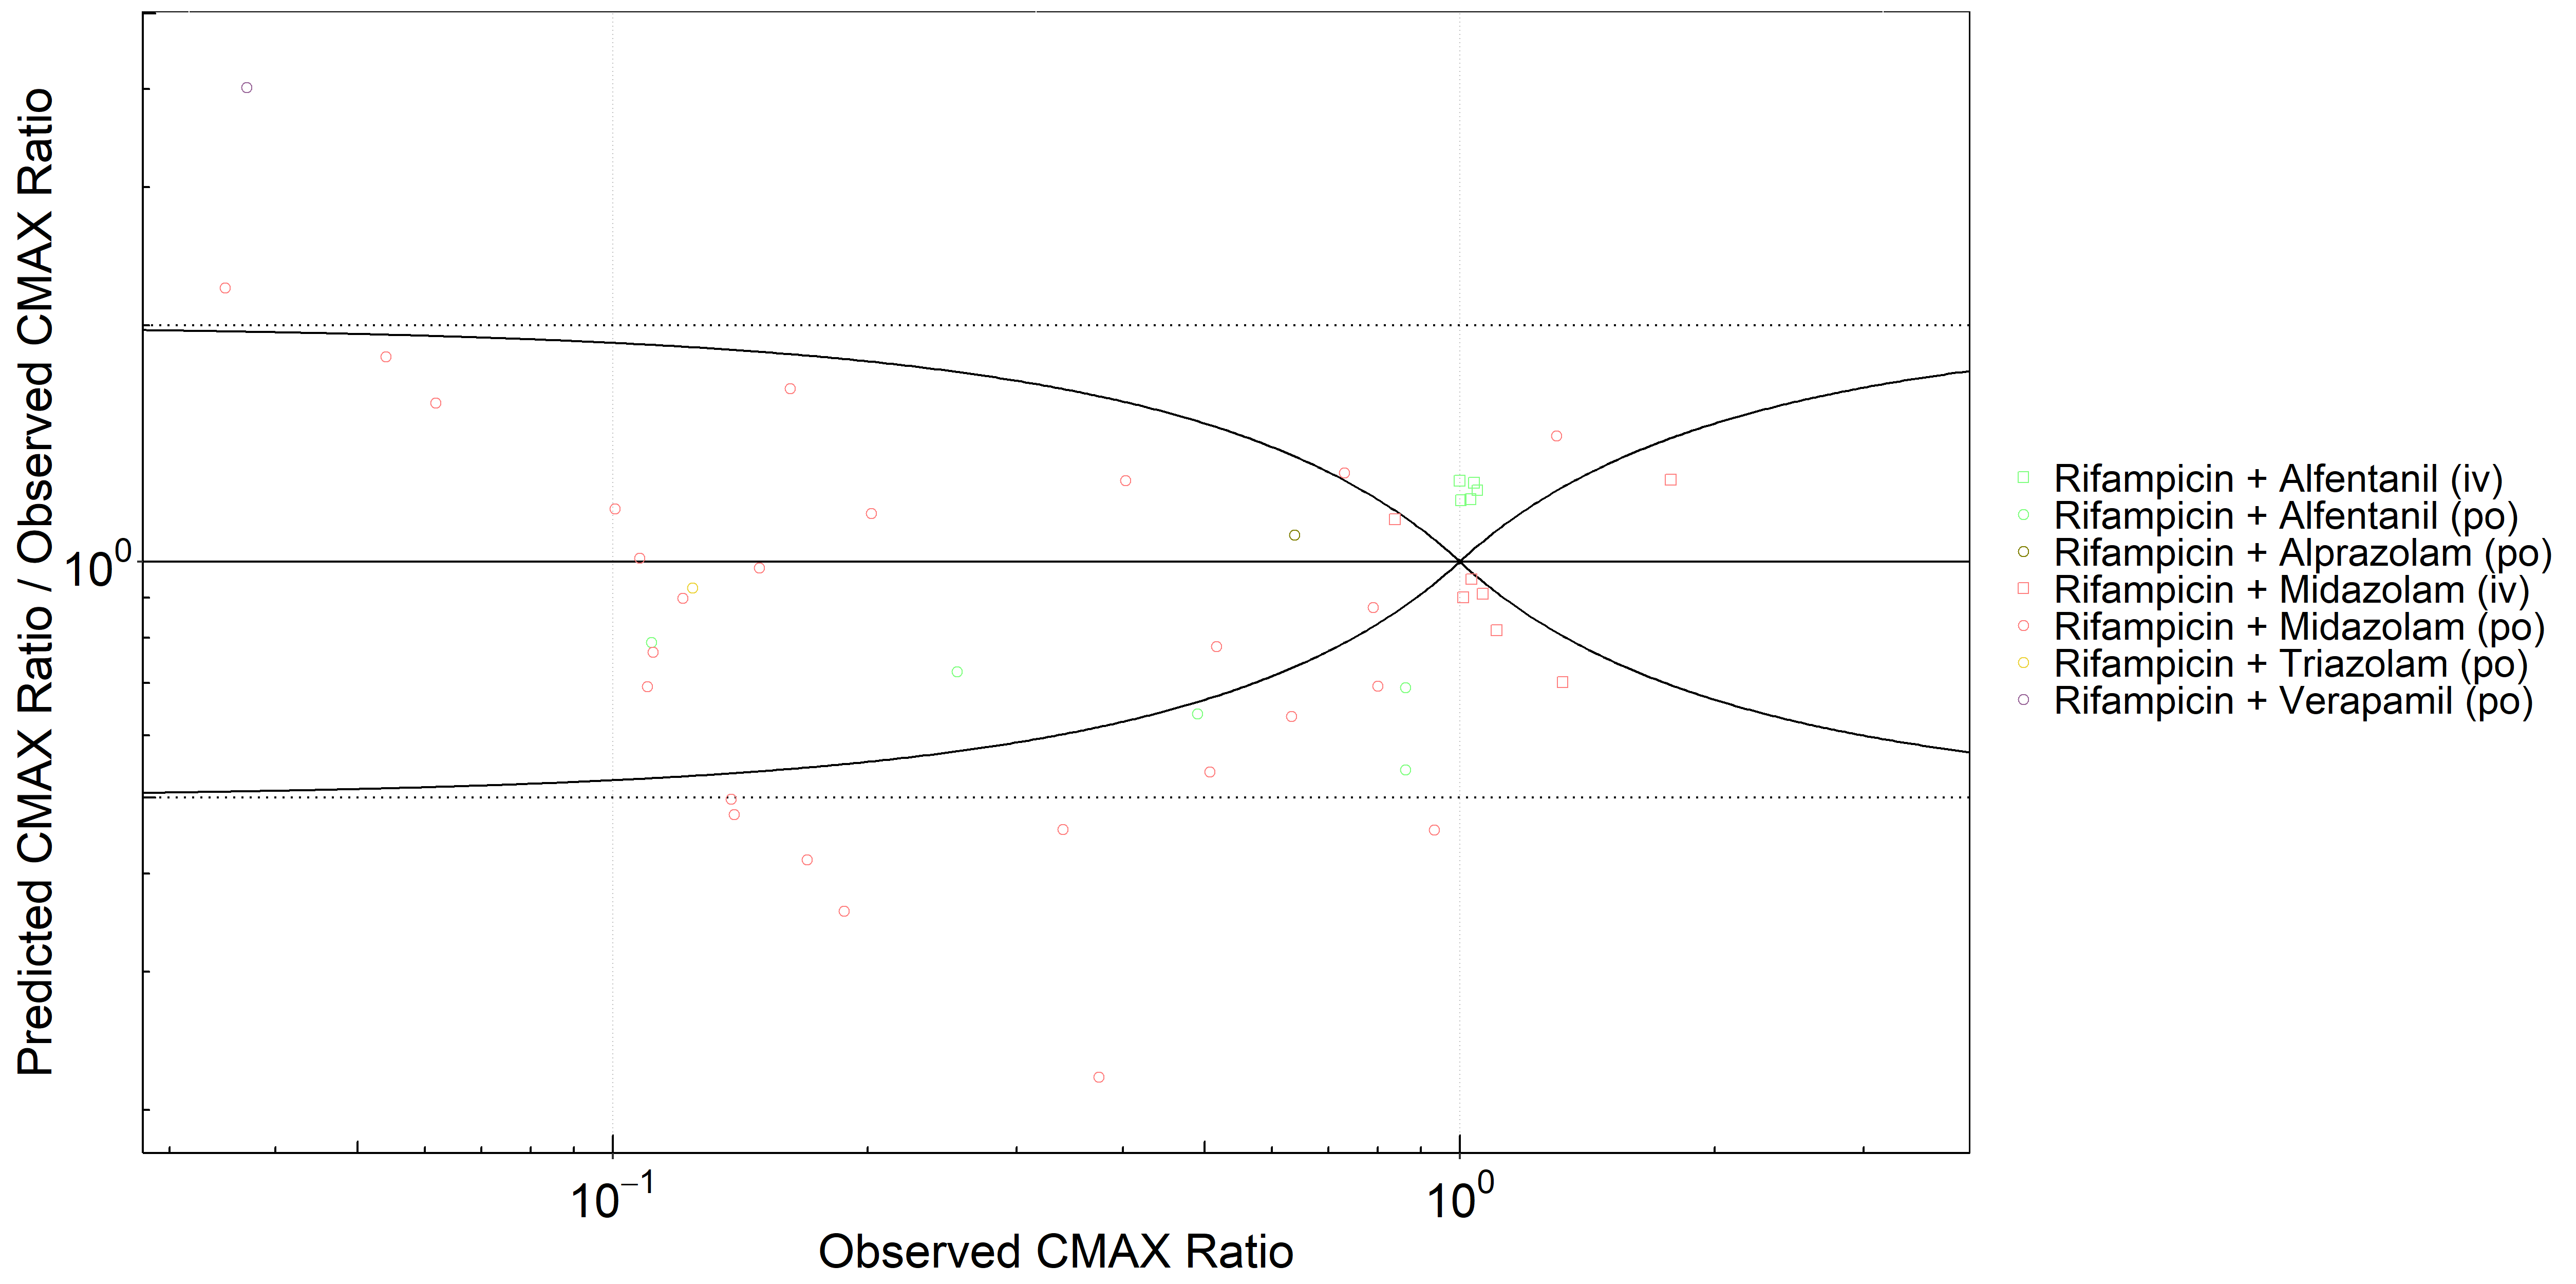 Predicted CMAX Ratio / Observed CMAX Ratio
10⁰
10⁻¹
10⁰
Observed CMAX Ratio
Rifampicin + Alfentanil (iv)
Rifampicin + Alfentanil (po)
Rifampicin + Alprazolam (po)
Rifampicin + Midazolam (iv)
Rifampicin + Midazolam (po)
Rifampicin + Triazolam (po)
Rifampicin + Verapamil (po)